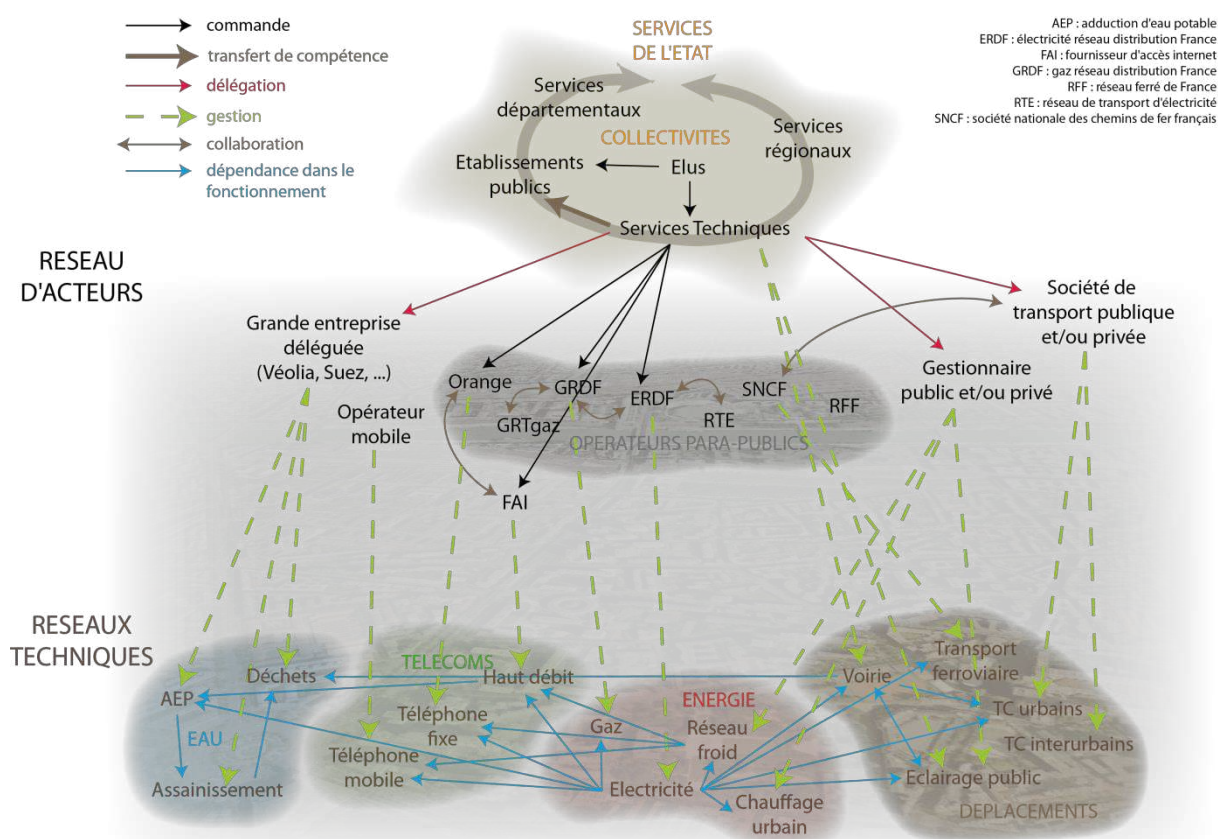 commande
transfert de compétence
délégation
gestion
collaboration
dépendance dans le
fonctionnement
SERVICES
DE L'ETAT
AEP : adduction d'eau potable
ERDF : électricité réseau distribution France
FAI : fournisseur d'accès internet
GRDF : gaz réseau distribution France
RFF : réseau ferré de France
RTE : réseau de transport d'électricité
SNCF : société nationale des chemins de fer français
Services
départementaux
COLLECTIVITES
Services
régionaux
Etablissements
publics
Elus
Services Techniques
RESEAU
D'ACTEURS
Grande entreprise
déléguée
(Véolia, Suez, ...)
Opérateur
mobile
Orange
GRDF
GRTgaz
ERDF
RTE
SNCF
RFF
OPERATEURS PARA-PUBLICS
FAI
Gestionnaire
public et/ou privé
Société de
transport publique
et/ou privée
RESEAUX
TECHNIQUES
Déchets
AEP
EAU
Assainissement
TELECOMS
Haut débit
Téléphone
fixe
Téléphone
mobile
ENERGIE
Gaz
Réseau
froid
Electricité
Chauffage
urbain
Voirie
Transport
ferroviaire
TC urbains
TC interurbains
Eclairage public
DEPLACEMENTS